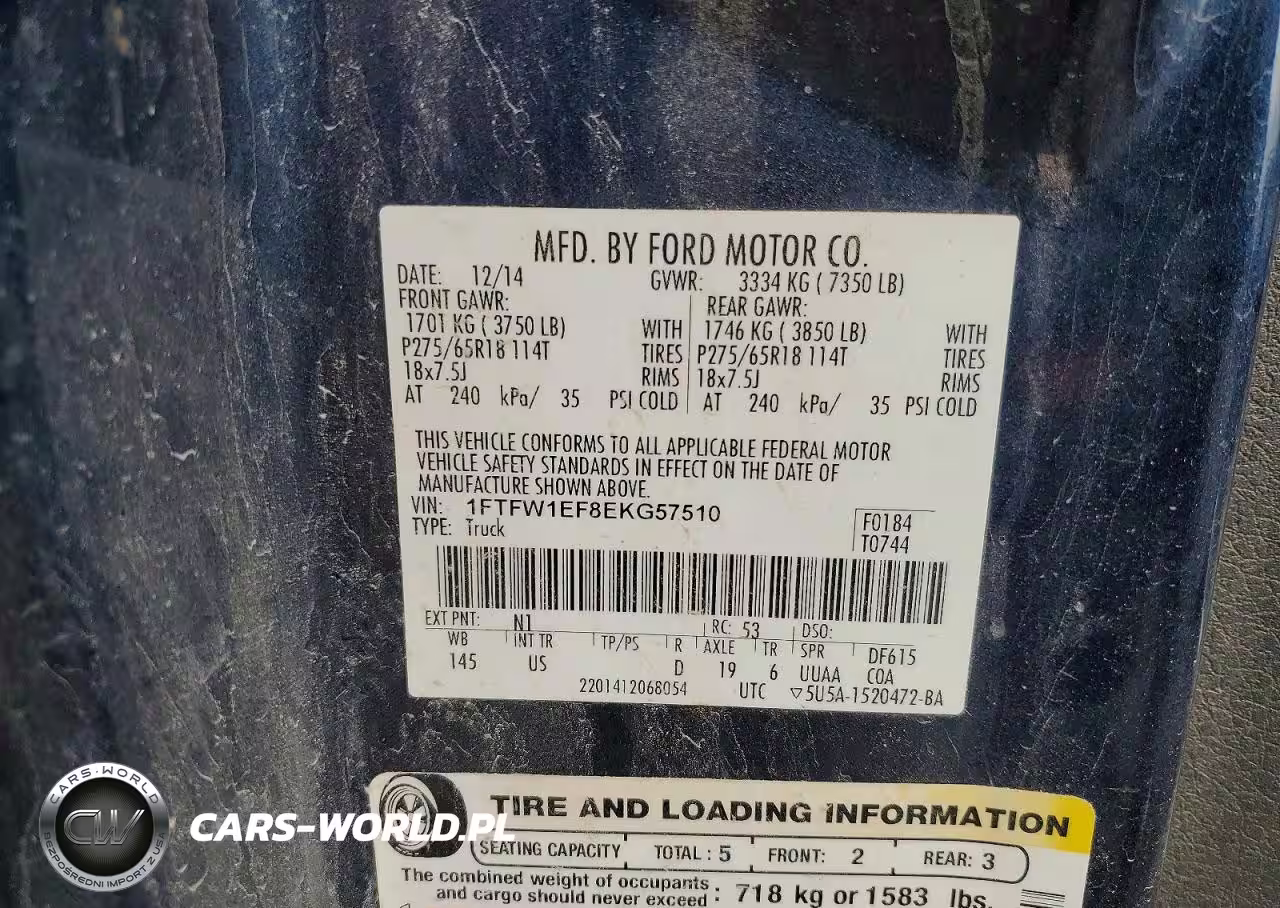 MFD. BY FORD MOTOR CO.
DATE: 12/14 GVWR: 3334 KG ( 7350 LB)
FRONT GAWR: REAR GAWR:
1701 KG ( 3750 LB) WITH 1746 KG ( 3850 LB) WITH
P275/65R18 114T TIRES P275/65R18 114T TIRES
18x7.5J RIMS 18x7.5J RIMS
AT 240 kPa/ 35 PSI COLD AT 240 kPa/ 35 PSI COLD
THIS VEHICLE CONFORMS TO ALL APPLICABLE FEDERAL MOTOR
VEHICLE SAFETY STANDARDS IN EFFECT ON THE DATE OF
MANUFACTURE SHOWN ABOVE.
VIN: 1FTFW1EF8EKG57510
TYPE: Truck
F0184
T0744
EXT PNT: N1 RC: 53 DSO:
WB INT TR TP/PS R AXLE TR SPR DF615
145 US D 19 6 UUAA COA
2201412068054 UTC ▽5U5A-1520472-BA
TIRE AND LOADING INFORMATION
SEATING CAPACITY TOTAL : 5 FRONT: 2 REAR: 3
The combined weight of occupants
and cargo should never exceed : 718 kg or 1583 lbs.
CARS-WORLD
CW
BEZPOŚREDNI IMPORT Z USA
CARS-WORLD.PL